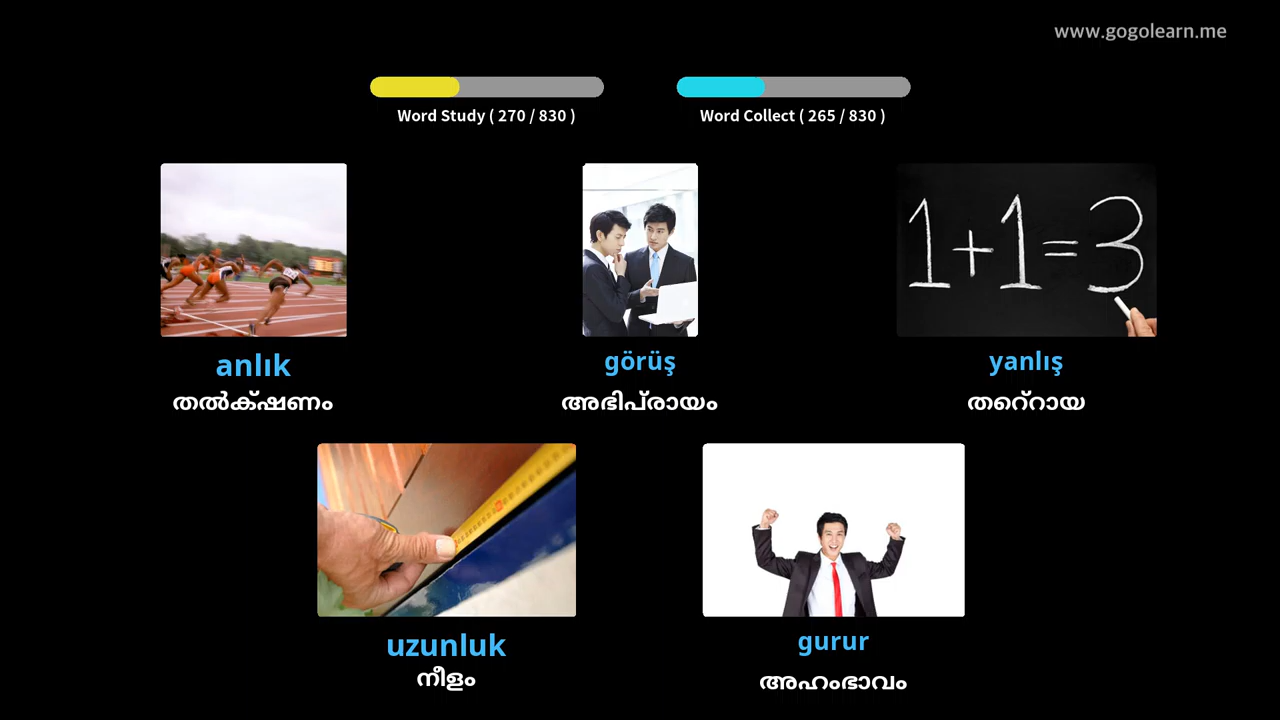 www.gogolearn.me
Word Study ( 270 / 830 )
Word Collect ( 265 / 830 )
1+1=3
anlık
görüş
yanlış
തൽക്ഷണം
അഭിപ്രായം
തെറ്റായ
uzunluk
gurur
നീളം
അഹംഭാവം